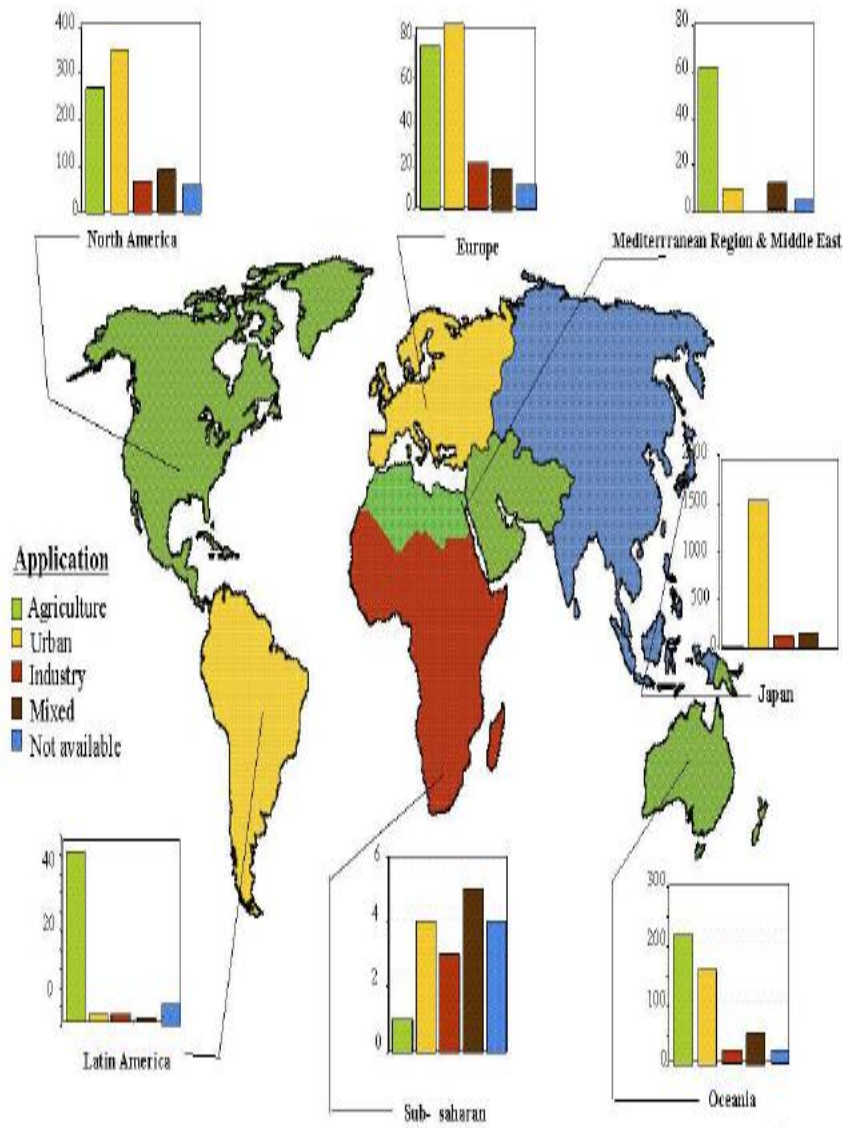 400
300
200
100
0
North America
80
60
40
20
0
Europe
80
60
40
20
0
Mediterrranean Region & Middle East
2000
1500
1000
500
0
Japan
Application
Agriculture
Urban
Industry
Mixed
Not available
40
20
0
Latin America
6
4
2
0
Sub- saharan
300
200
100
0
Oceania